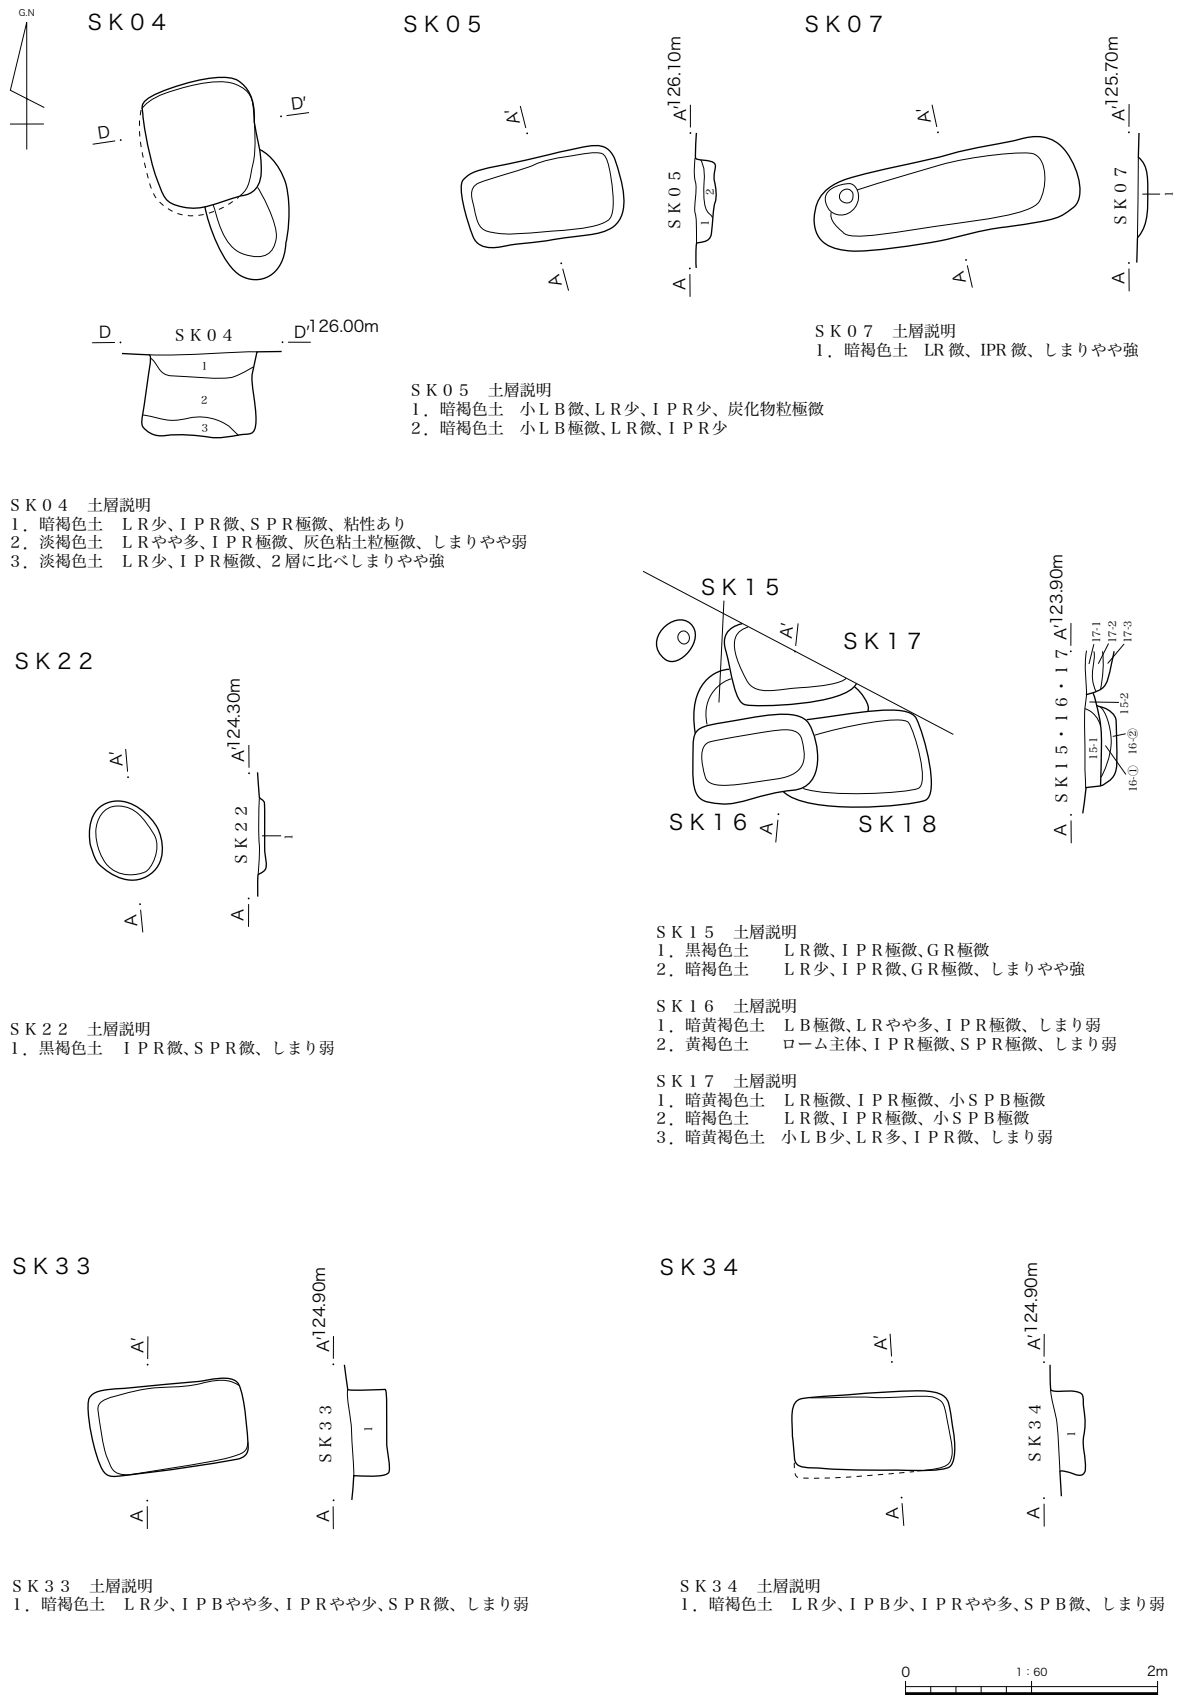 G.N
ＳＫ０４
D
D'
D
ＳＫ０４
D'
126.00m
1
2
3
ＳＫ０４　土層説明
１．暗褐色土　ＬＲ少、ＩＰＲ微、ＳＰＲ極微、粘性あり
２．淡褐色土　ＬＲやや多、ＩＰＲ極微、灰色粘土粒極微、しまりやや弱
３．淡褐色土　ＬＲ少、ＩＰＲ極微、２層に比べしまりやや強
ＳＫ０５
A'
A
A'
126.10m
ＳＫ０５
2
1
A
ＳＫ０５　土層説明
１．暗褐色土　小ＬＢ微、ＬＲ少、ＩＰＲ少、炭化物粒極微
２．暗褐色土　小ＬＢ極微、ＬＲ微、ＩＰＲ少
ＳＫ０７
A'
A
A'
125.70m
ＳＫ０７
1
A
ＳＫ０７　土層説明
１．暗褐色土　LR 微、IPR 微、しまりやや強
ＳＫ２２
A'
A
A'
124.30m
ＳＫ２２
1
A
ＳＫ２２　土層説明
１．黒褐色土　ＩＰＲ微、ＳＰＲ微、しまり弱
ＳＫ１５
ＳＫ１７
ＳＫ１６
ＳＫ１８
A'
A
A'
123.90m
ＳＫ１５・１６・１７
17-1
17-2
17-3
15-2
15-1
16-②
16-①
A
ＳＫ１５　土層説明
１．黒褐色土　　ＬＲ微、ＩＰＲ極微、ＧＲ極微
２．暗褐色土　　ＬＲ少、ＩＰＲ微、ＧＲ極微、しまりやや強
ＳＫ１６　土層説明
１．暗黄褐色土　ＬＢ極微、ＬＲやや多、ＩＰＲ極微、しまり弱
２．黄褐色土　　ローム主体、ＩＰＲ極微、ＳＰＲ極微、しまり弱
ＳＫ１７　土層説明
１．暗黄褐色土　ＬＲ極微、ＩＰＲ極微、小ＳＰＢ極微
２．暗褐色土　　ＬＲ微、ＩＰＲ極微、小ＳＰＢ極微
３．暗黄褐色土　小ＬＢ少、ＬＲ多、ＩＰＲ微、しまり弱
ＳＫ３３
A'
A
A'
124.90m
ＳＫ３３
1
A
ＳＫ３３　土層説明
１．暗褐色土　ＬＲ少、ＩＰＢやや多、ＩＰＲやや少、ＳＰＲ微、しまり弱
ＳＫ３４
A'
A
A'
124.90m
ＳＫ３４
1
A
ＳＫ３４　土層説明
１．暗褐色土　ＬＲ少、ＩＰＢ少、ＩＰＲやや多、ＳＰＢ微、しまり弱
0
1：60
2m